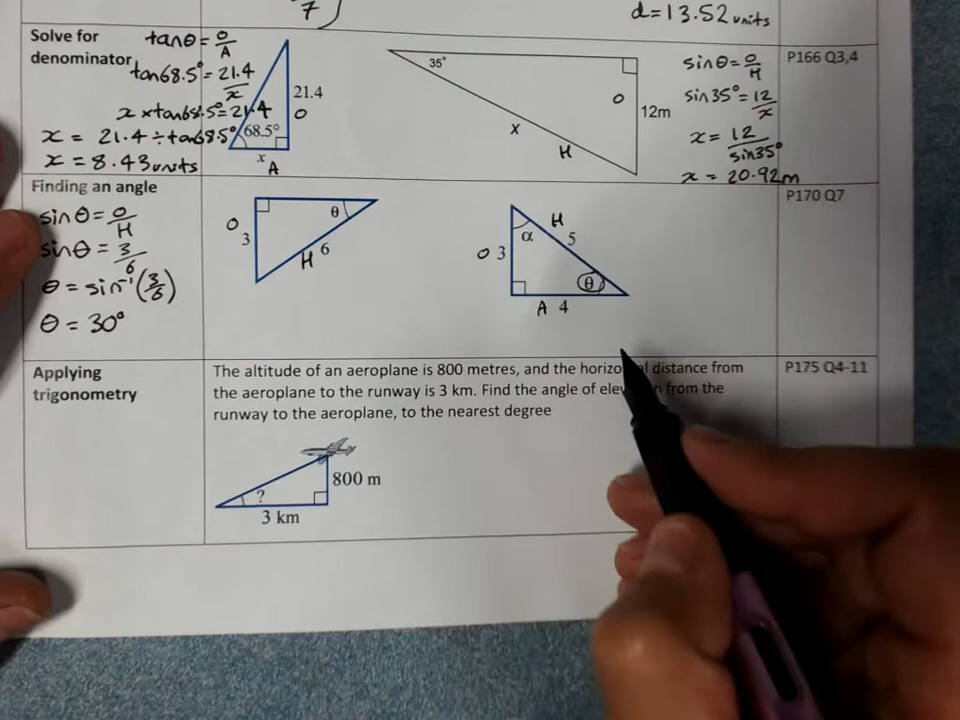 7
d=13.52 units
Solve for
denominator
tanθ = O/A
tan68.5° = 21.4/x
x × tan68.5° = 21.4
x = 21.4 ÷ tan68.5°
x = 8.43 units
21.4
O
68.5°
x
A
35°
O
12m
x
H
sinθ = O/H
sin35° = 12/x
x = 12/sin35°
x = 20.92m
P166 Q3,4
Finding an angle
sinθ = O/H
sinθ = 3/6
θ = sin⁻¹(3/6)
θ = 30°
O
3
θ
H 6
H
5
O 3
α
θ
A 4
P170 Q7
Applying
trigonometry
The altitude of an aeroplane is 800 metres, and the horizo l distance from
the aeroplane to the runway is 3 km. Find the angle of ele n from the
runway to the aeroplane, to the nearest degree
?
800 m
3 km
P175 Q4-11